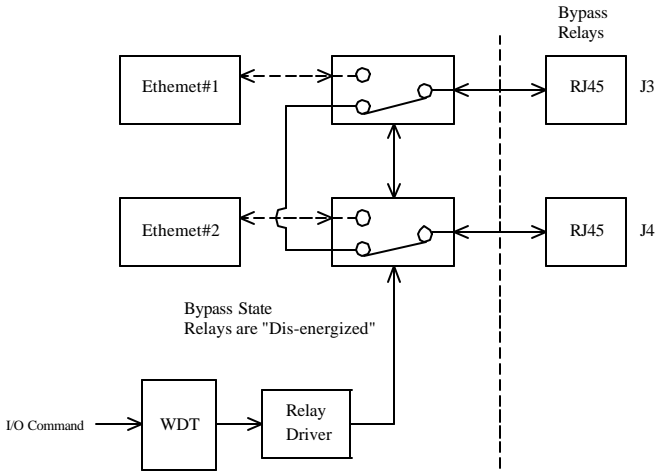 Bypass
Relays
Ethemet#1
RJ45
J3
Ethemet#2
RJ45
J4
Bypass State
Relays are "Dis-energized"
I/O Command
WDT
Relay
Driver